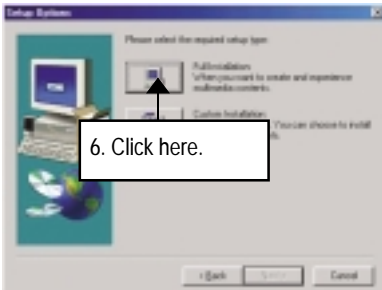 Setup Options
Please select the required setup type:
Full Installation
When you want to create and experience
multimedia contents.
Custom Installation
You can choose to install
6. Click here.
< Back
Next >
Cancel